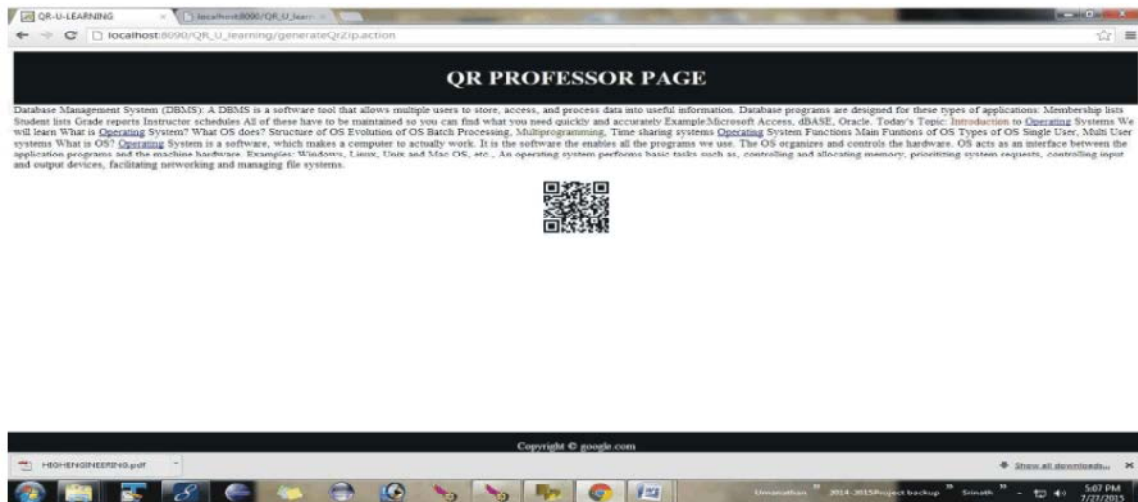 QR-U-LEARNING
localhost:8090/QR_U_learn
localhost:8090/QR_U_learning/generateQrZip.action
QR PROFESSOR PAGE
Database Management System (DBMS): A DBMS is a software tool that allows multiple users to store, access, and process data into useful information. Database programs are designed for these types of applications: Membership lists
Student lists Grade reports Instructor schedules All of these have to be maintained so you can find what you need quickly and accurately Example:Microsoft Access, dBASE, Oracle. Today's Topic: Introduction to Operating Systems We
will learn What is Operating System? What OS does? Structure of OS Evolution of OS Batch Processing, Multiprogramming, Time sharing systems Operating System Functions Main Funtions of OS Types of OS Single User, Multi User
systems What is OS? Operating System is a software, which makes a computer to actually work. It is the software the enables all the programs we use. The OS organizes and controls the hardware. OS acts as an interface between the
application programs and the machine hardware. Examples: Windows, Linux, Unix and Mac OS, etc., An operating system performs basic tasks such as, controlling and allocating memory, prioritizing system requests, controlling input
and output devices, facilitating networking and managing file systems.
Copyright © google.com
HIGHENGINEERING.pdf
Show all downloads...
Umanathan
2014-2015Project backup
Srinath
5:07 PM
7/27/2015